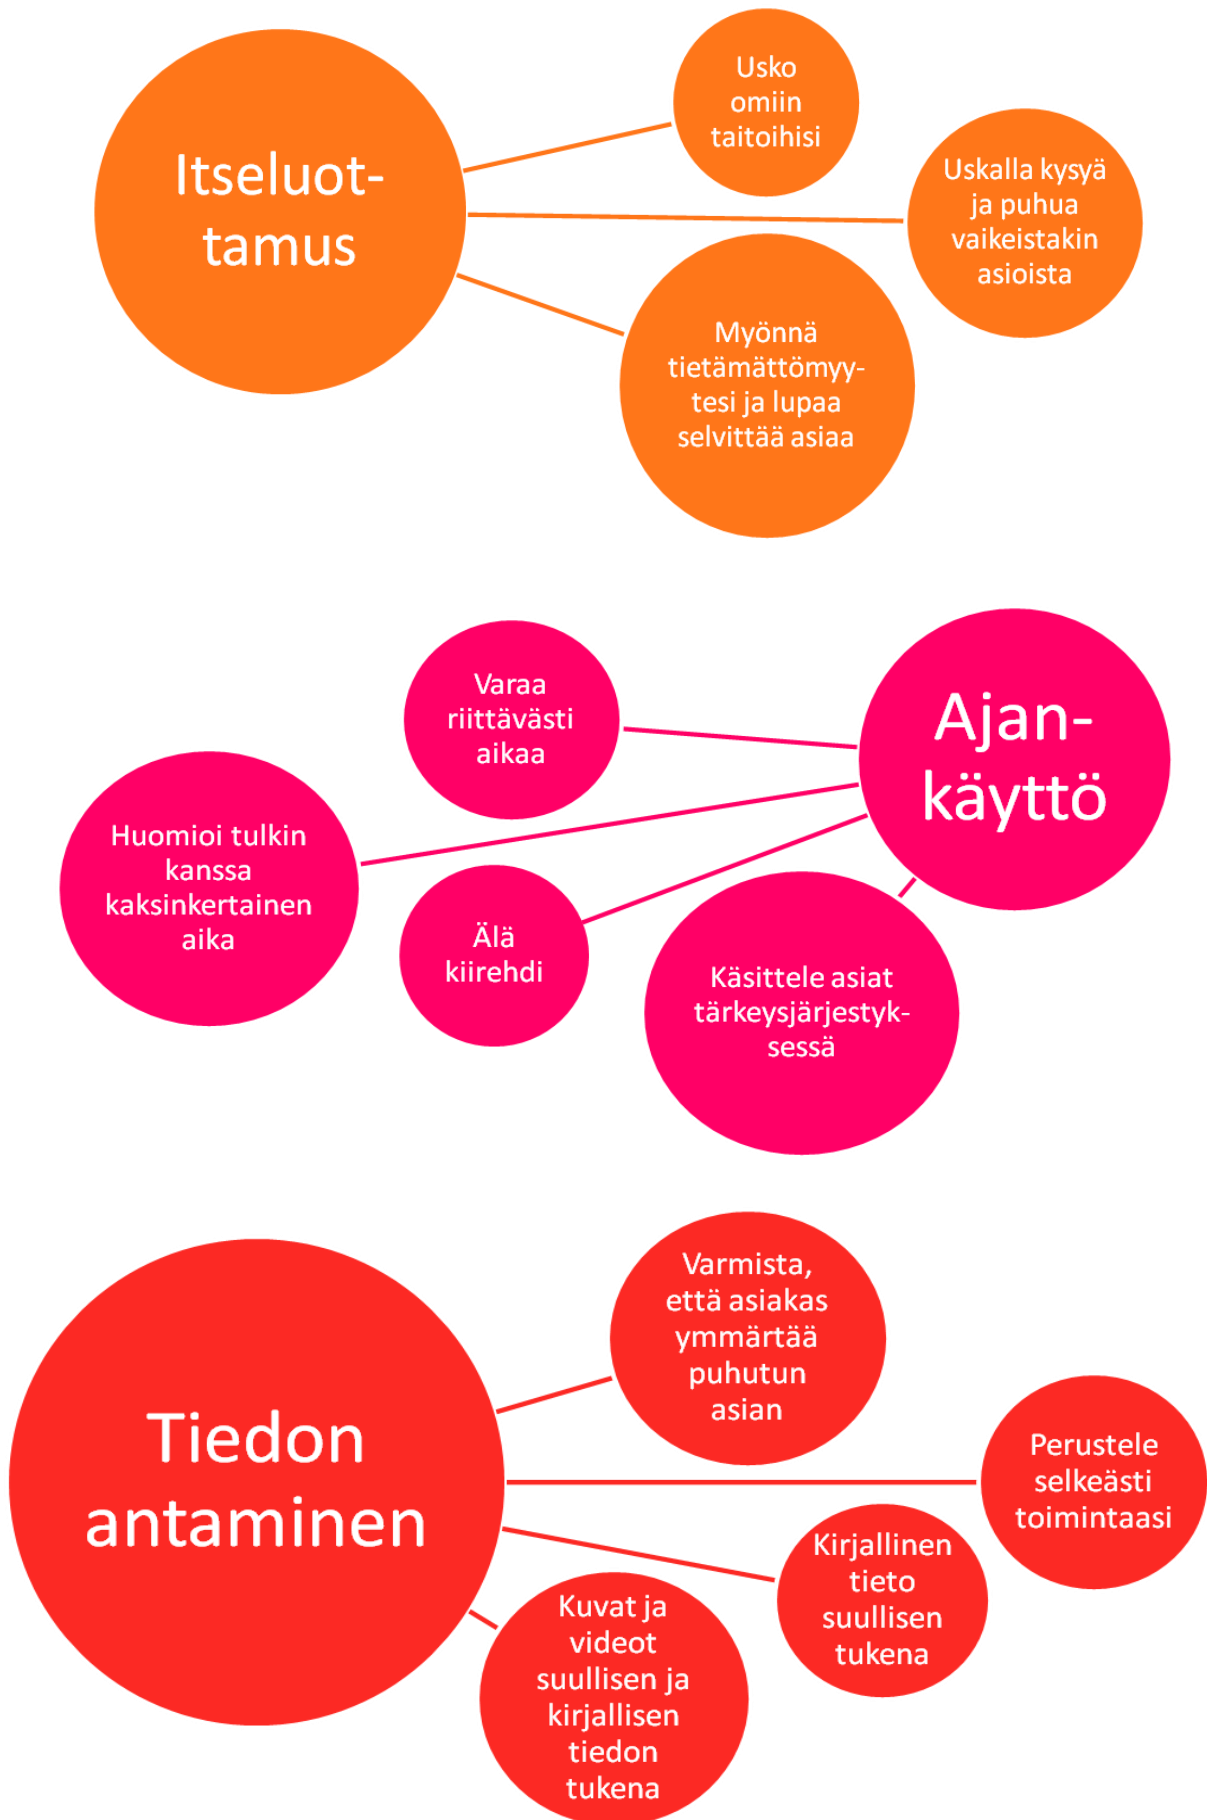 Itseluot-
tamus
Usko
omiin
taitoihisi
Uskalla kysyä
ja puhua
vaikeistakin
asioista
Myönnä
tietämättömyy-
tesi ja lupaa
selvittää asiaa
Ajan-
käyttö
Varaa
riittävästi
aikaa
Huomioi tulkin
kanssa
kaksinkertainen
aika
Älä
kiirehdi
Käsittele asiat
tärkeysjärjestyk-
sessä
Tiedon
antaminen
Varmista,
että asiakas
ymmärtää
puhutun
asian
Perustele
selkeästi
toimintaasi
Kirjallinen
tieto
suullisen
tukena
Kuvat ja
videot
suullisen ja
kirjallisen
tiedon
tukena